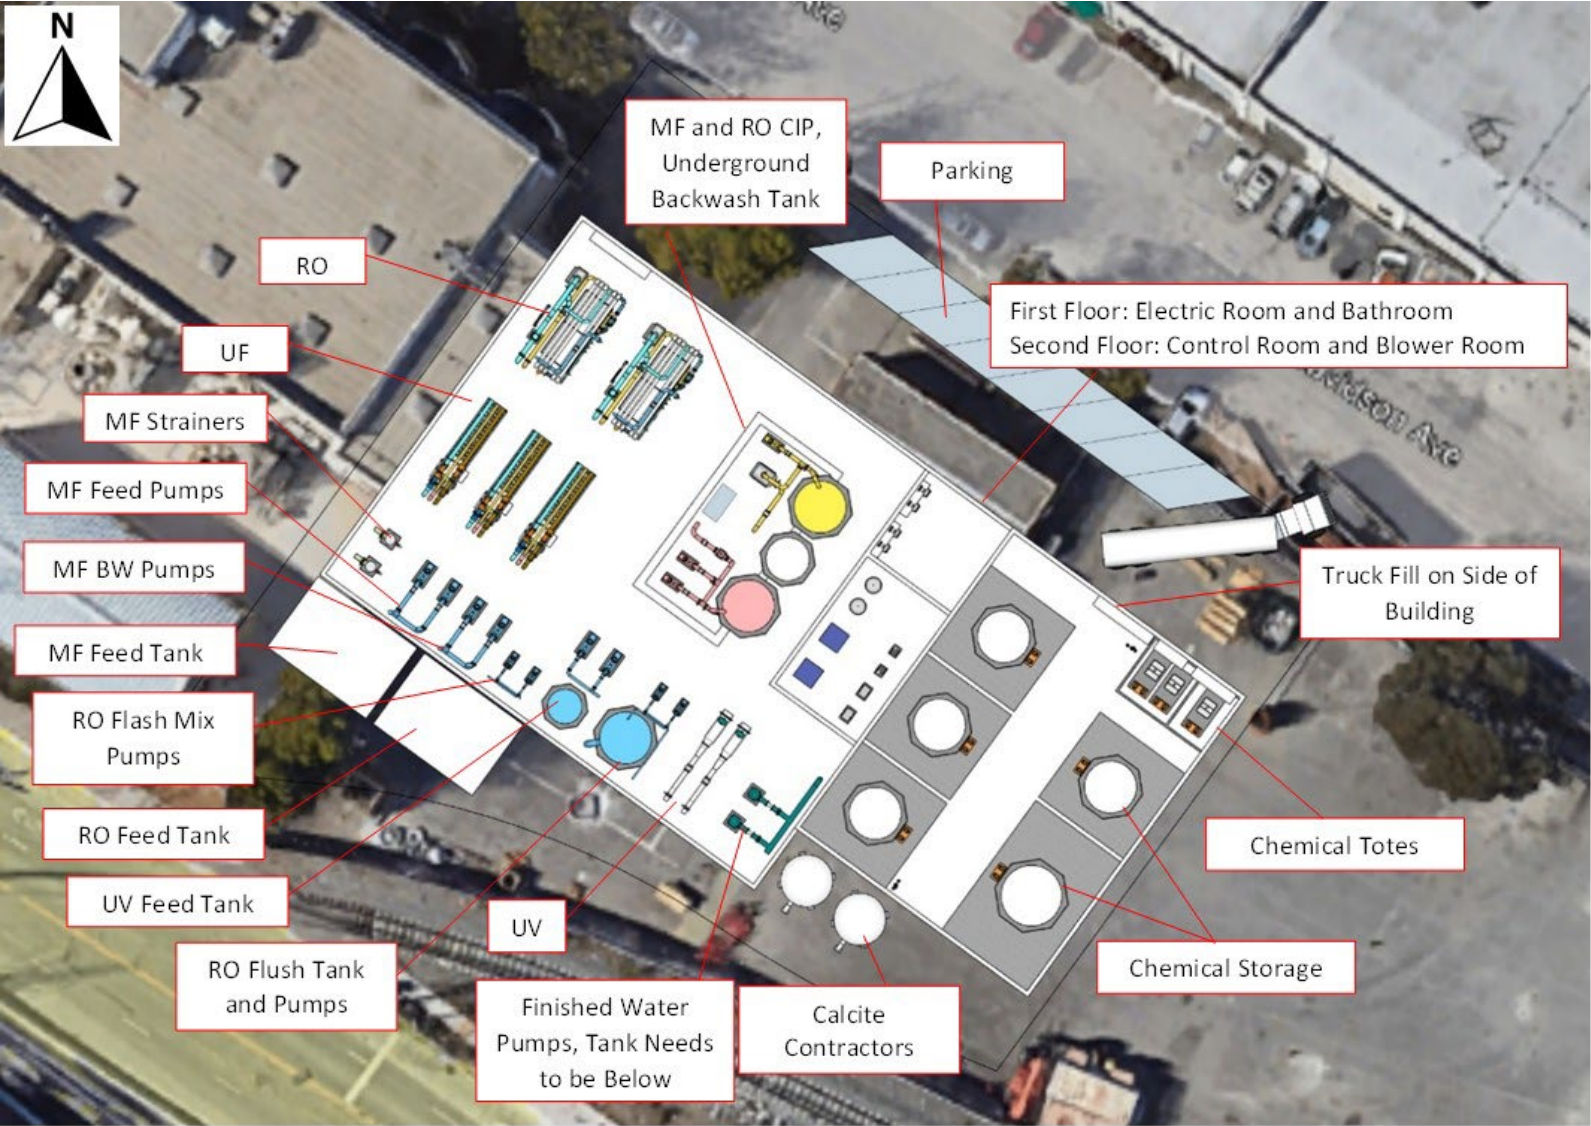 N
MF and RO CIP,
Underground
Backwash Tank
Parking
RO
First Floor: Electric Room and Bathroom
Second Floor: Control Room and Blower Room
UF
MF Strainers
MF Feed Pumps
MF BW Pumps
Truck Fill on Side of
Building
MF Feed Tank
RO Flash Mix
Pumps
RO Feed Tank
Chemical Totes
UV Feed Tank
UV
RO Flush Tank
and Pumps
Chemical Storage
Finished Water
Pumps, Tank Needs
to be Below
Calcite
Contractors
Ave